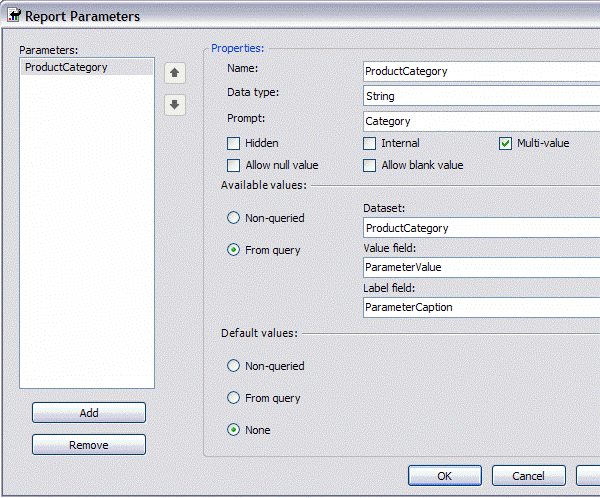 Report Parameters
Parameters:
ProductCategory
Properties:
Name:
ProductCategory
Data type:
String
Prompt:
Category
Hidden
Internal
Multi-value
Allow null value
Allow blank value
Available values:
Non-queried
From query
Dataset:
ProductCategory
Value field:
ParameterValue
Label field:
ParameterCaption
Default values:
Non-queried
From query
None
Add
Remove
OK
Cancel